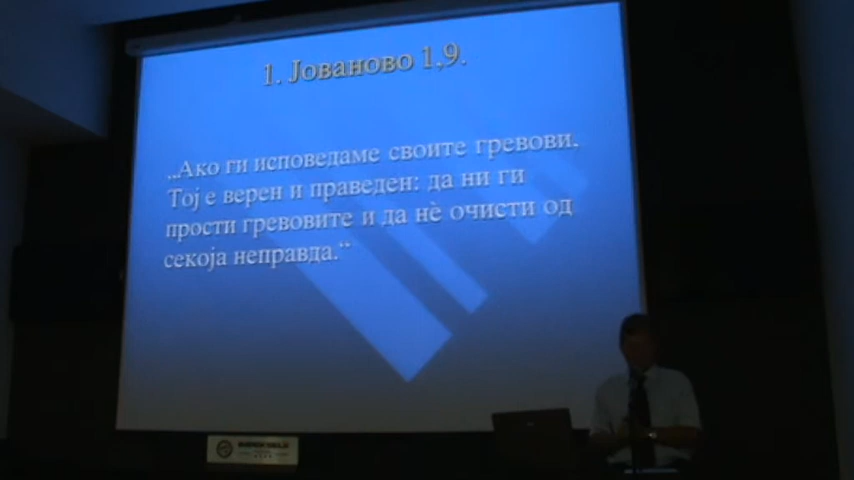 1. Јованово 1,9.
„Ако ги исповедаме своите гревови.
Тој е верен и праведен: да ни ги
прости гревовите и да нѐ очисти од
секоја неправда.“